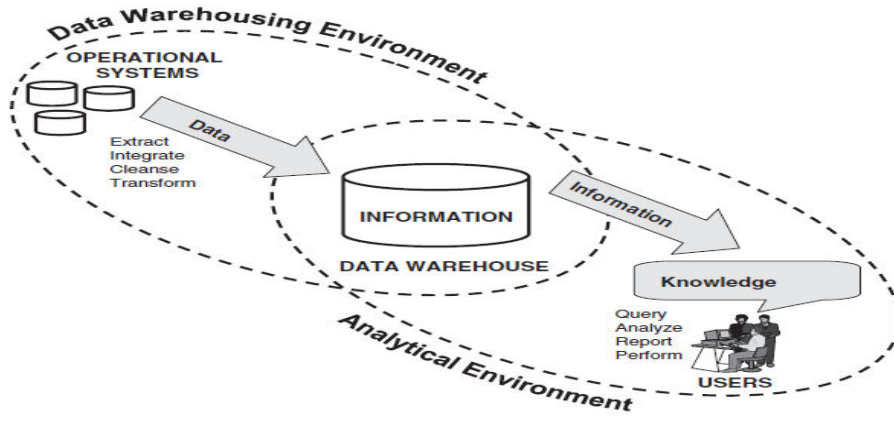 Data Warehousing Environment
OPERATIONAL
SYSTEMS
Data
Extract
Integrate
Cleanse
Transform
INFORMATION
DATA WAREHOUSE
Information
Knowledge
Query
Analyze
Report
Perform
USERS
Analytical Environment